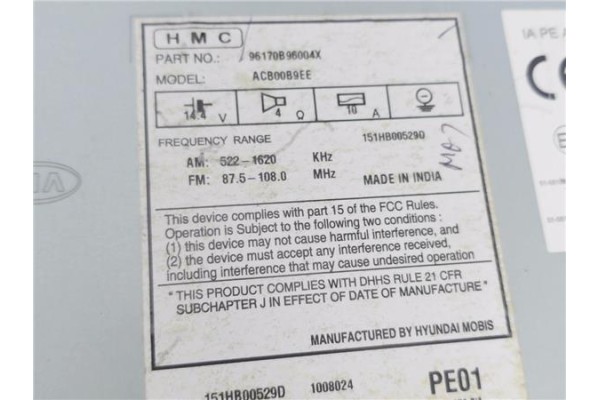 HMC
PART NO.: 96170B96004X
MODEL: ACB00B9EE
14.4 V 4 Ω 10 A
FREQUENCY RANGE 151HB00529D
AM: 522-1620 KHz
FM: 87.5-108.0 MHz MADE IN INDIA
This device complies with part 15 of the FCC Rules.
Operation is Subject to the following two conditions :
(1) this device may not cause harmful interference, and
(2) the device must accept any interference received,
including interference that may cause undesired operation
* THIS PRODUCT COMPLIES WITH DHHS RULE 21 CFR
SUBCHAPTER J IN EFFECT OF DATE OF MANUFACTURE *
MANUFACTURED BY HYUNDAI MOBIS
151HB00529D 1008024 PE01
CE